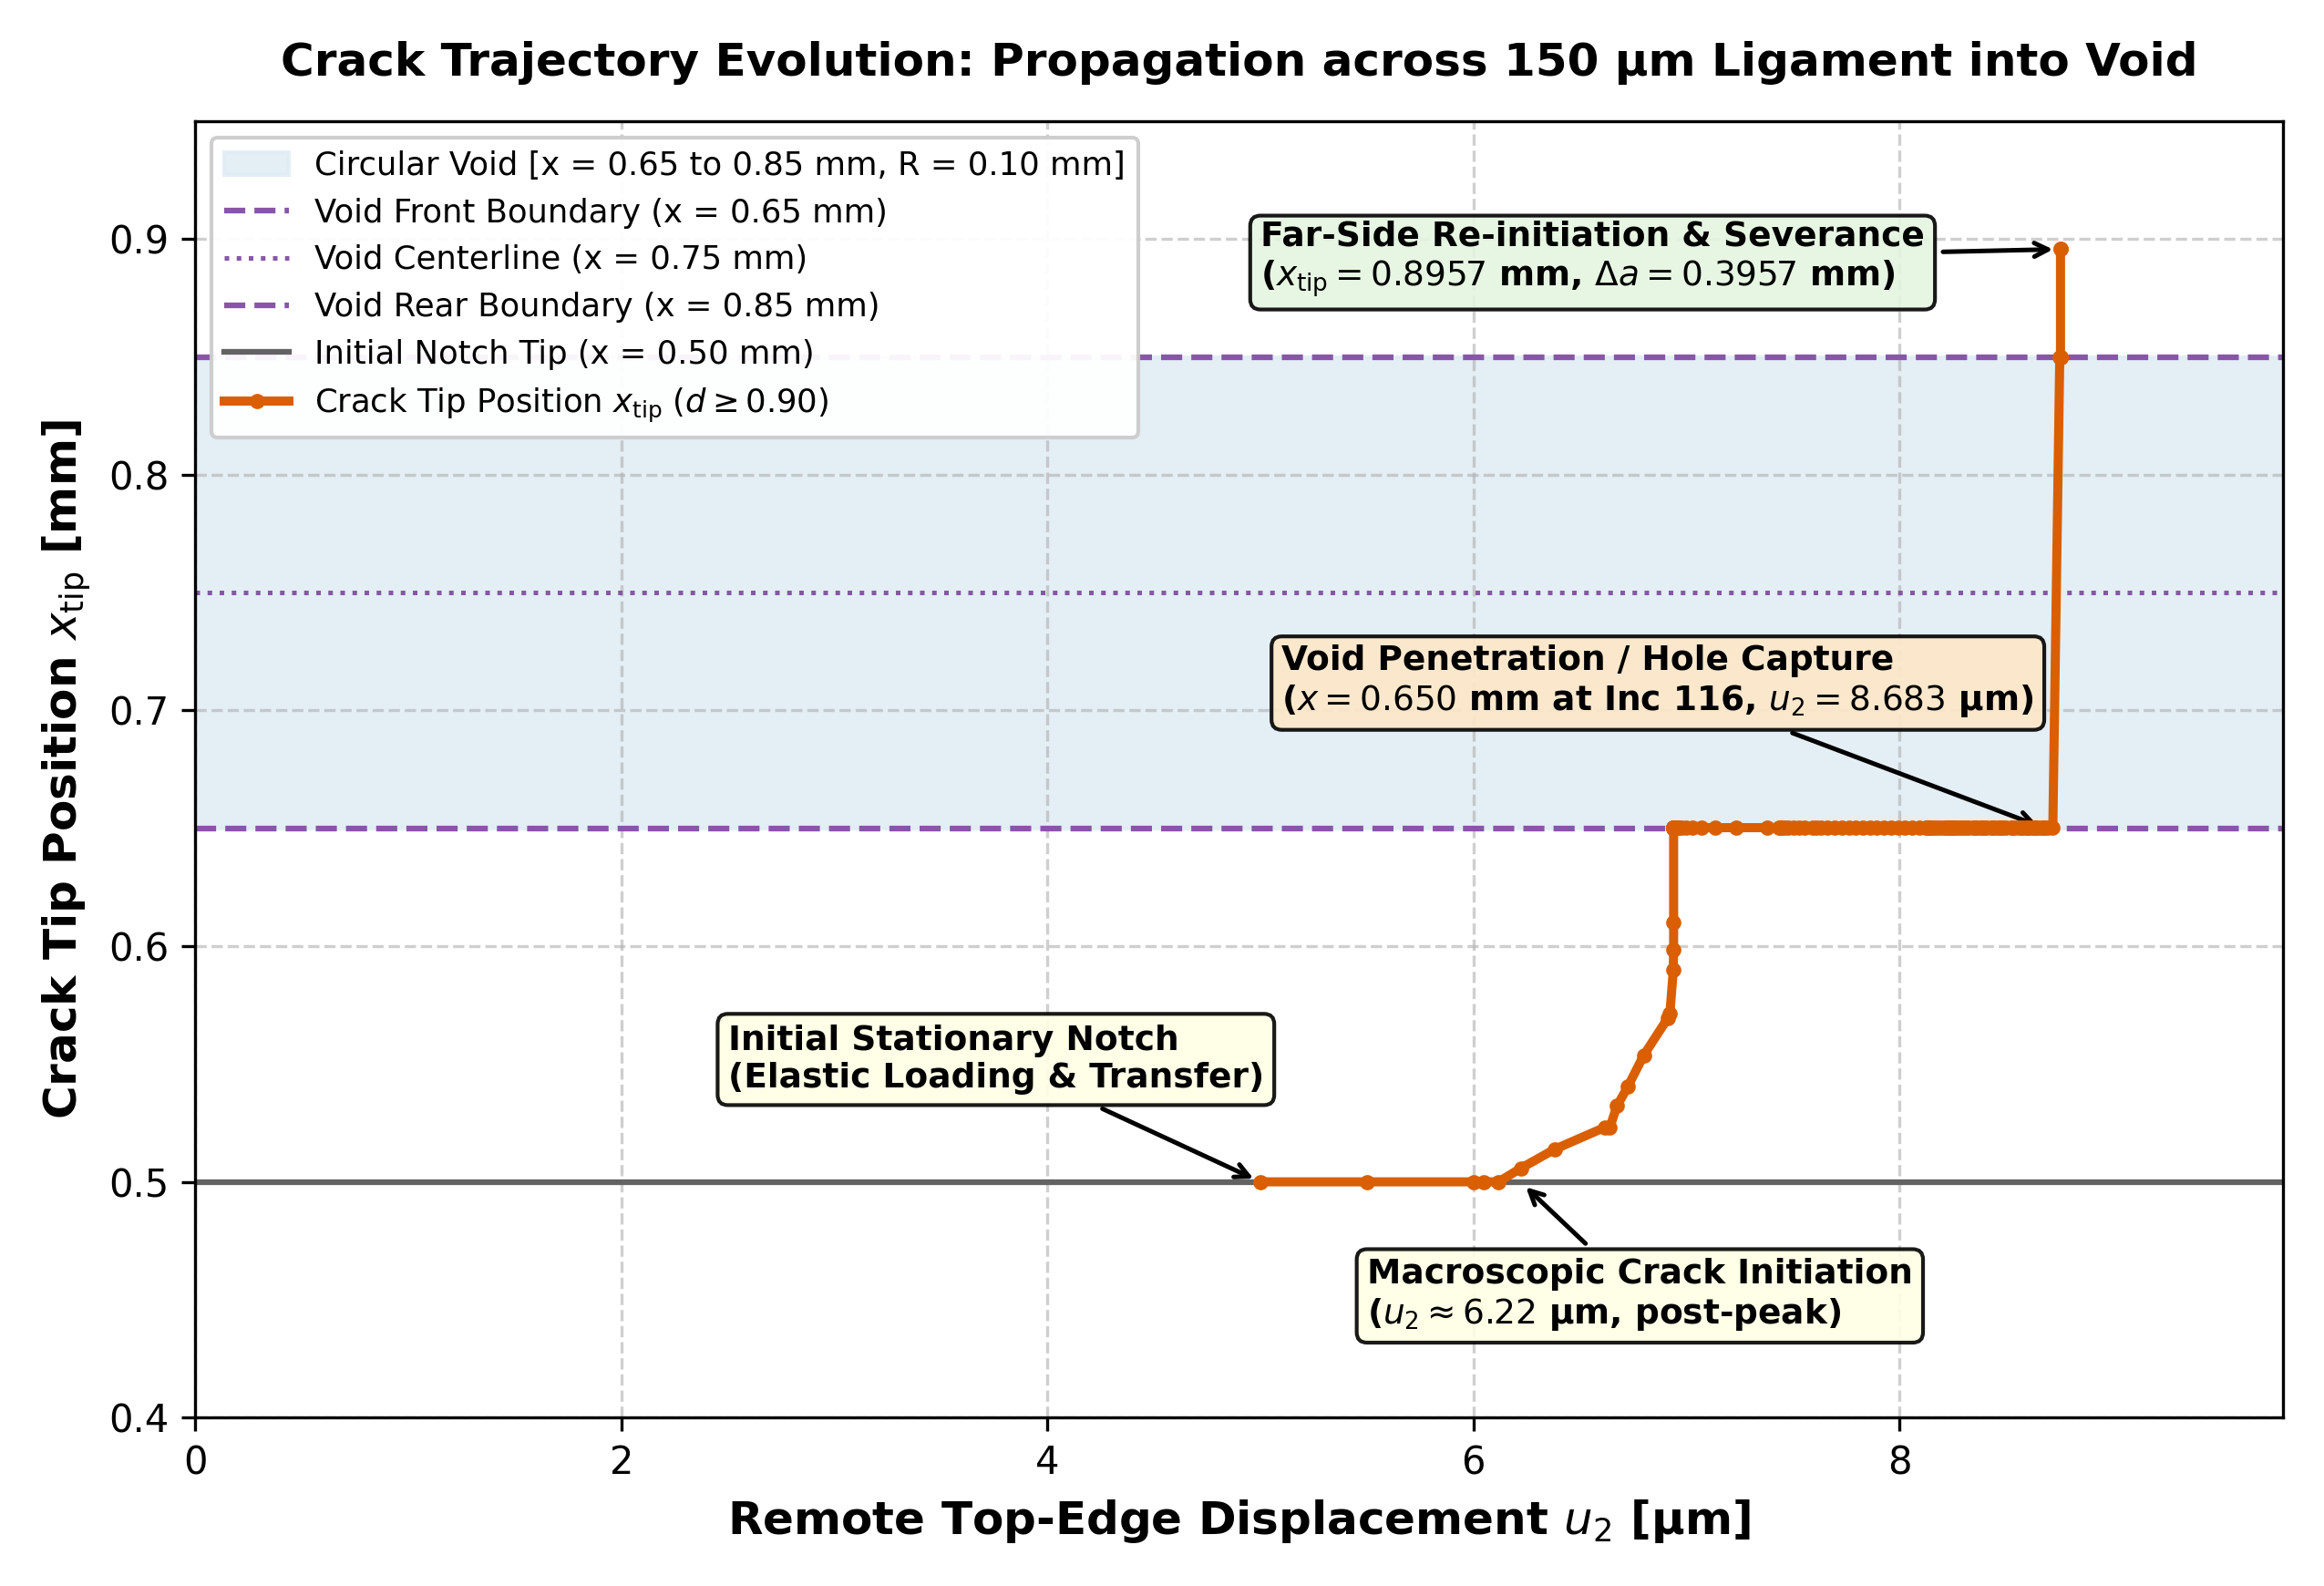 Crack Trajectory Evolution: Propagation across 150 µm Ligament into Void
Circular Void [x = 0.65 to 0.85 mm, R = 0.10 mm]
Void Front Boundary (x = 0.65 mm)
Void Centerline (x = 0.75 mm)
Void Rear Boundary (x = 0.85 mm)
Initial Notch Tip (x = 0.50 mm)
Crack Tip Position x_tip (d ≥ 0.90)
Far-Side Re-initiation & Severance
(x_tip = 0.8957 mm, Δa = 0.3957 mm)
Void Penetration / Hole Capture
(x = 0.650 mm at Inc 116, u_2 = 8.683 µm)
Initial Stationary Notch
(Elastic Loading & Transfer)
Macroscopic Crack Initiation
(u_2 ≈ 6.22 µm, post-peak)
Crack Tip Position x_tip [mm]
0.9
0.8
0.7
0.6
0.5
0.4
0 2 4 6 8
Remote Top-Edge Displacement u_2 [µm]